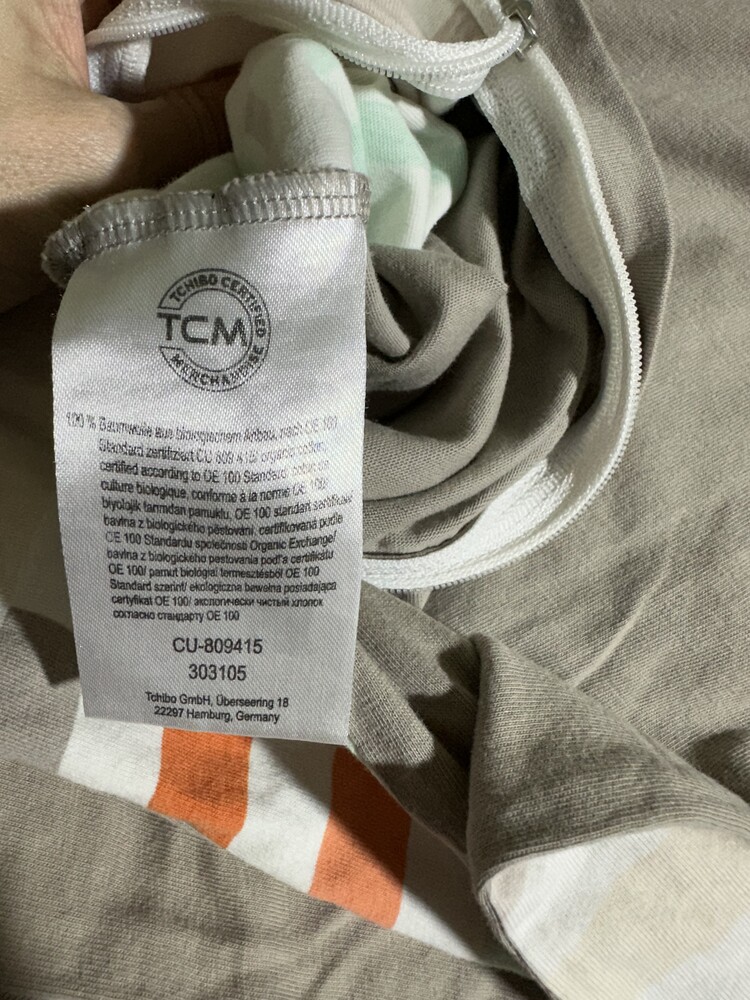 TCHIBO CERTIFIED
TCM
MERCHANDISE
100 % Baumwolle aus biologischem Anbau, nach OE 100
Standard zertifiziert CU 809 415/ organic cotton,
certified according to OE 100 Standard/ coton de
culture biologique, conforme à la norme OE 100/
biyolojik tarımdan pamuklu, OE 100 standart sertifikası/
bavlna z biologického pěstování, certifikovaná podle
OE 100 Standardu společnosti Organic Exchange/
bavlna z biologického pestovania podľa certifikátu
OE 100/ pamut biológiai termesztésből OE 100
Standard szerint/ ekologiczna bawełna posiadająca
certyfikat OE 100/ экологически чистый хлопок
согласно стандарту OE 100
CU-809415
303105
Tchibo GmbH, Überseering 18
22297 Hamburg, Germany